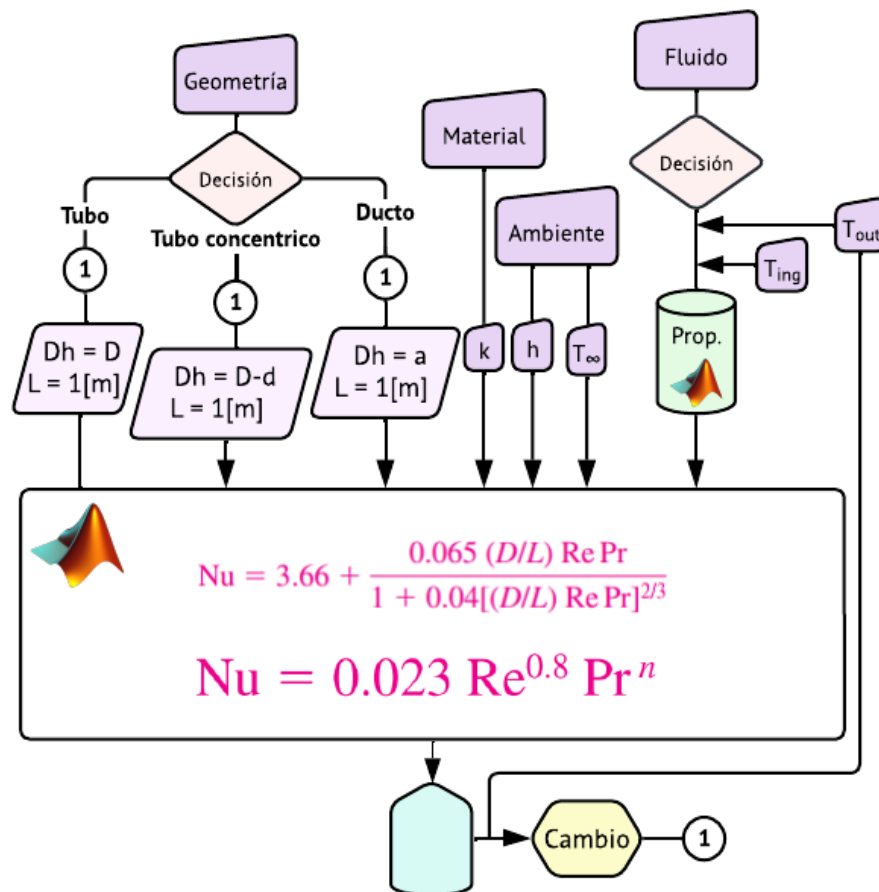 Geometría
Fluido
Material
Decisión
Decisión
Tubo
Tubo concentrico
Ducto
Ambiente
T_out
T_ing
1
1
1
Dh = D
L = 1[m]
Dh = D-d
L = 1[m]
Dh = a
L = 1[m]
k
h
T_∞
Prop.
Nu = 3.66 + 0.065 (D/L) Re Pr / 1 + 0.04[(D/L) Re Pr]^2/3
Nu = 0.023 Re^0.8 Pr^n
Cambio
1